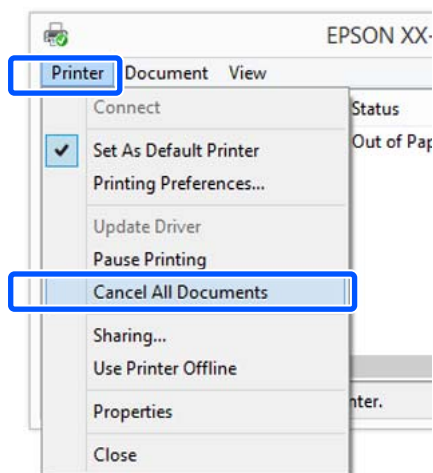 EPSON XX-
Printer Document View
Connect
Status
Set As Default Printer
Out of Pap
Printing Preferences...
Update Driver
Pause Printing
Cancel All Documents
Sharing...
Use Printer Offline
Properties
nter.
Close